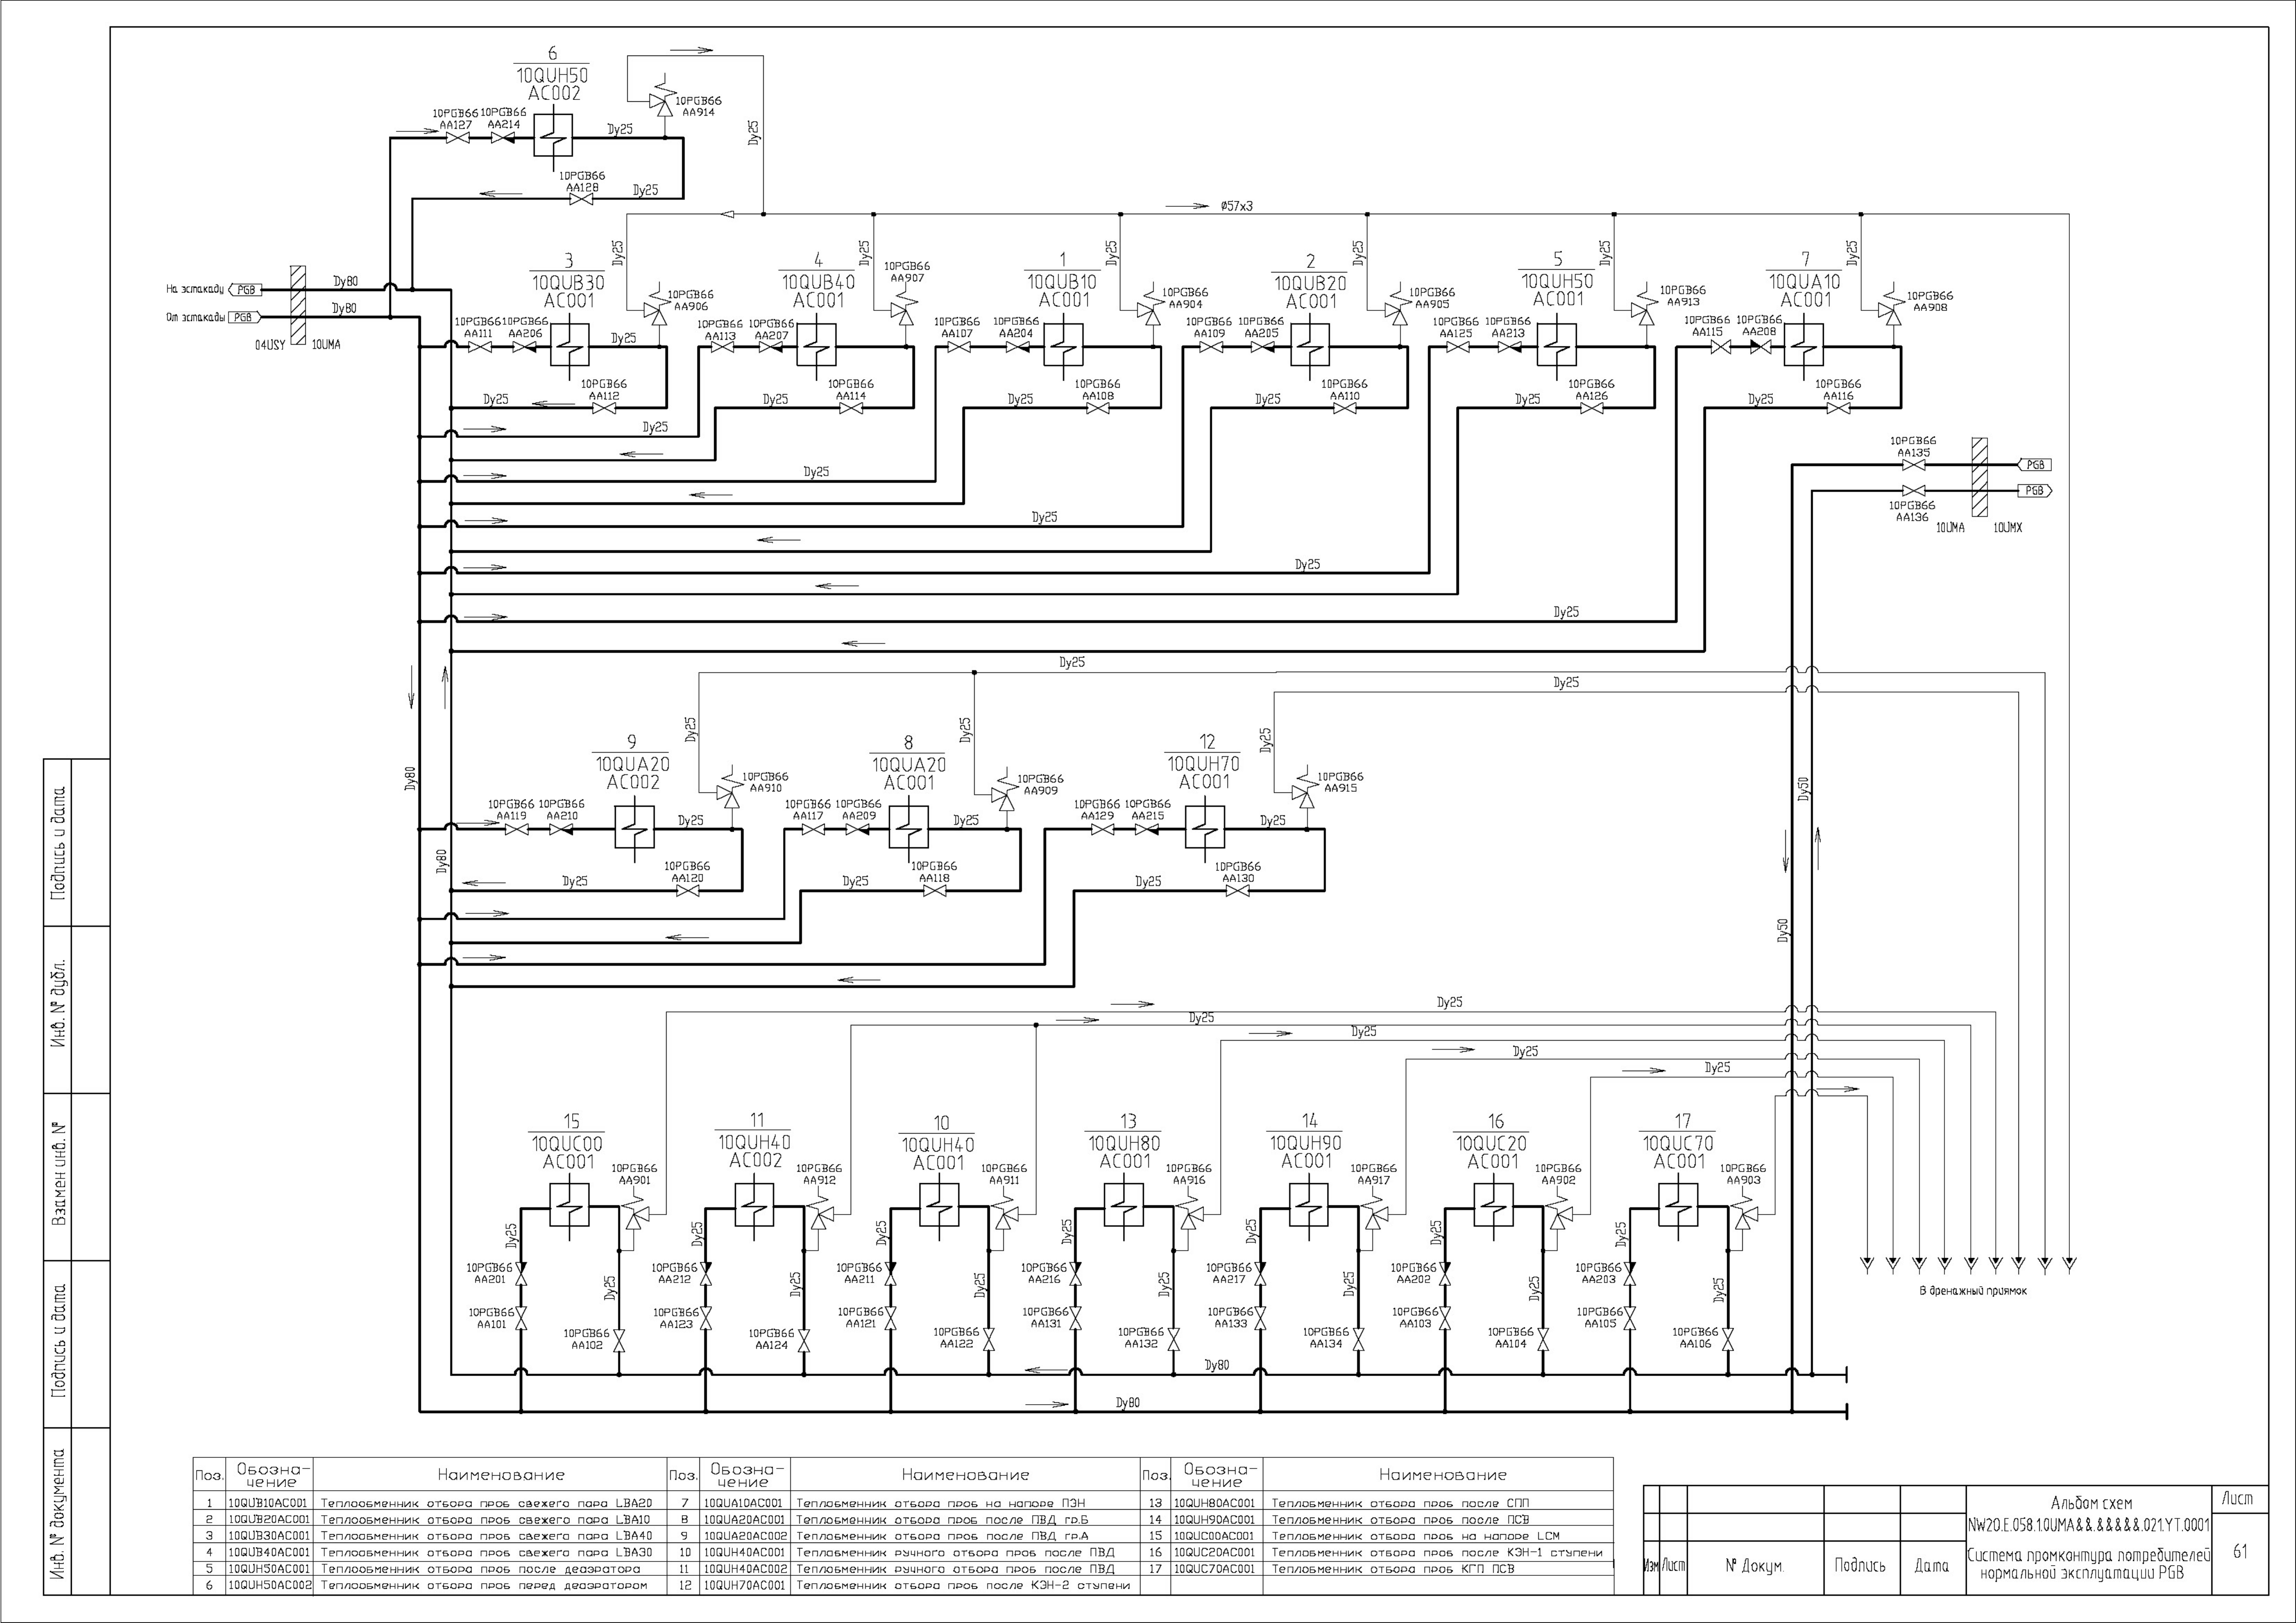 6
10QUH50
AC002
10PGB66
AA914
10PGB66
AA127
10PGB66
AA214
Dy25
Dy25
10PGB66
AA128
Dy25
Ø57x3
На эстакаду
PGB
Dy80
От эстакады
PGB
Dy80
04USY
10UMA
3
10QUB30
AC001
Dy25
10PGB66
AA906
10PGB66
AA111
10PGB66
AA206
Dy25
10PGB66
AA112
Dy25
4
10QUB40
AC001
Dy25
10PGB66
AA907
10PGB66
AA113
10PGB66
AA207
10PGB66
AA114
Dy25
Dy25
1
10QUB10
AC001
Dy25
10PGB66
AA904
10PGB66
AA107
10PGB66
AA204
10PGB66
AA108
Dy25
Dy25
2
10QUB20
AC001
Dy25
10PGB66
AA905
10PGB66
AA109
10PGB66
AA205
10PGB66
AA110
Dy25
Dy25
5
10QUH50
AC001
Dy25
10PGB66
AA913
10PGB66
AA125
10PGB66
AA213
10PGB66
AA126
Dy25
Dy25
7
10QUA10
AC001
Dy25
10PGB66
AA908
10PGB66
AA115
10PGB66
AA208
10PGB66
AA116
Dy25
Dy25
10PGB66
AA135
PGB
PGB
10PGB66
AA136
10UMA
10UMX
Dy25
Dy25
Dy80
Dy80
Dy50
Dy50
9
10QUA20
AC002
Dy25
10PGB66
AA910
10PGB66
AA119
10PGB66
AA210
Dy25
10PGB66
AA120
Dy25
8
10QUA20
AC001
Dy25
10PGB66
AA909
10PGB66
AA117
10PGB66
AA209
Dy25
10PGB66
AA118
Dy25
12
10QUH70
AC001
Dy25
10PGB66
AA915
10PGB66
AA129
10PGB66
AA215
Dy25
10PGB66
AA130
Dy25
Dy25
Dy25
Dy25
Dy25
Dy25
15
10QUC00
AC001
10PGB66
AA901
Dy25
10PGB66
AA201
10PGB66
AA101
Dy25
10PGB66
AA102
11
10QUH40
AC002
10PGB66
AA912
Dy25
10PGB66
AA212
10PGB66
AA123
Dy25
10PGB66
AA124
10
10QUH40
AC001
10PGB66
AA911
Dy25
10PGB66
AA211
10PGB66
AA121
Dy25
10PGB66
AA122
13
10QUH80
AC001
10PGB66
AA916
Dy25
10PGB66
AA216
10PGB66
AA131
Dy25
10PGB66
AA132
14
10QUH90
AC001
10PGB66
AA917
Dy25
10PGB66
AA217
10PGB66
AA133
Dy25
10PGB66
AA134
16
10QUC20
AC001
10PGB66
AA902
Dy25
10PGB66
AA202
10PGB66
AA103
Dy25
10PGB66
AA104
17
10QUC70
AC001
10PGB66
AA903
Dy25
10PGB66
AA203
10PGB66
AA105
Dy25
10PGB66
AA106
В дренажный приямок
Dy80
Dy80
Подпись и дата
Инв. № дубл.
Взамен инв. №
Подпись и дата
Инв. № документа
Поз. Обозна-чение Наименование Поз. Обозна-чение Наименование Поз. Обозна-чение Наименование
1 10QUB10AC001 Теплообменник отбора проб свежего пара LBA20 7 10QUA10AC001 Теплобменник отбора проб на напоре ПЭН 13 10QUH80AC001 Теплобменник отбора проб после СПП
2 10QUB20AC001 Теплообменник отбора проб свежего пара LBA10 8 10QUA20AC001 Теплобменник отбора проб после ПВД гр.Б 14 10QUH90AC001 Теплобменник отбора проб после ПСВ
3 10QUB30AC001 Теплообменник отбора проб свежего пара LBA40 9 10QUA20AC002 Теплобменник отбора проб после ПВД гр.А 15 10QUC00AC001 Теплобменник отбора проб на напоре LCM
4 10QUB40AC001 Теплообменник отбора проб свежего пара LBA30 10 10QUH40AC001 Теплобменник ручного отбора проб после ПВД 16 10QUC20AC001 Теплобменник отбора проб после КЭН-1 ступени
5 10QUH50AC001 Теплообменник отбора проб после деаэратора 11 10QUH40AC002 Теплобменник ручного отбора проб после ПВД 17 10QUC70AC001 Теплобменник отбора проб КГП ПСВ
6 10QUH50AC002 Теплообменник отбора проб перед деаэратором 12 10QUH70AC001 Теплобменник отбора проб после КЭН-2 ступени
Изм Лист № Докум. Подпись Дата
Альбом схем
NW2O.E.058.1.0UMA&&.&&&&&.021.YT.0001
Система промконтура потребителей
нормальной эксплуатации PGB
Лист
61